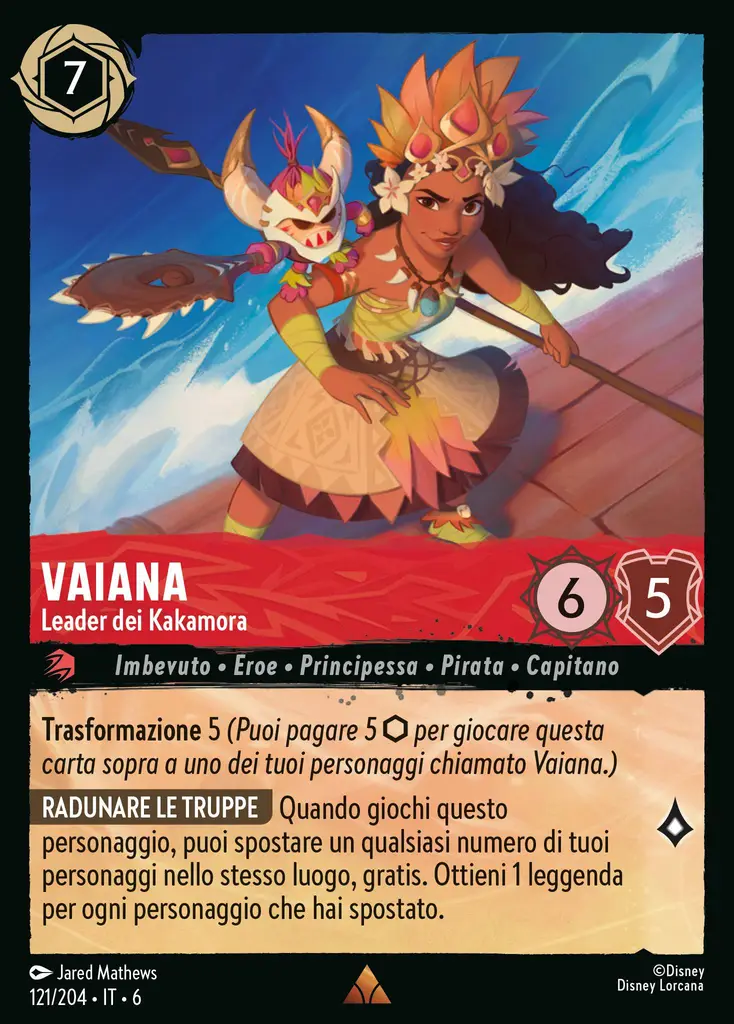 7
VAIANA
Leader dei Kakamora
6
5
Imbevuto • Eroe • Principessa • Pirata • Capitano
Trasformazione 5 (Puoi pagare 5 ⬡ per giocare questa
carta sopra a uno dei tuoi personaggi chiamato Vaiana.)
RADUNARE LE TRUPPE Quando giochi questo
personaggio, puoi spostare un qualsiasi numero di tuoi
personaggi nello stesso luogo, gratis. Ottieni 1 leggenda
per ogni personaggio che hai spostato.
Jared Mathews
121/204 • IT • 6
©Disney
Disney Lorcana